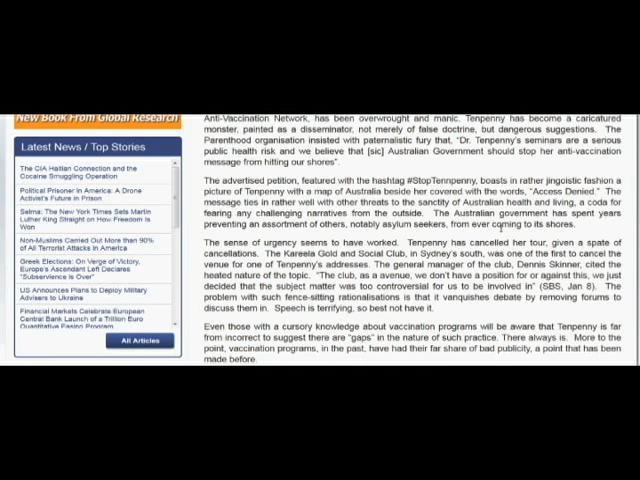 New Book From Global Research
Latest News / Top Stories
The CIA Haitian Connection and the
Cocaine Smuggling Operation
Political Prisoner in America: A Drone
Activist's Future in Prison
Selma: The New York Times Sets Martin
Luther King Straight on How Freedom is
Won
Non-Muslims Carried Out More than 90%
of All Terrorist Attacks in America
Greek Elections: On Verge of Victory,
Europe's Ascendant Left Declares
"Subservience is Over"
US Announces Plans to Deploy Military
Advisers to Ukraine
Financial Markets Celebrate European
Central Bank Launch of a Trillion Euro
Quantitative Easing Program
All Articles
Anti-Vaccination Network, has been overwrought and manic. Tenpenny has become a caricatured
monster, painted as a disseminator, not merely of false doctrine, but dangerous suggestions. The
Parenthood organisation insisted with paternalistic fury that, "Dr. Tenpenny's seminars are a serious
public health risk and we believe that [sic] Australian Government should stop her anti-vaccination
message from hitting our shores".
The advertised petition, featured with the hashtag #StopTennpenny, boasts in rather jingoistic fashion a
picture of Tenpenny with a map of Australia beside her covered with the words, "Access Denied." The
message ties in rather well with other threats to the sanctity of Australian health and living, a coda for
fearing any challenging narratives from the outside. The Australian government has spent years
preventing an assortment of others, notably asylum seekers, from ever coming to its shores.
The sense of urgency seems to have worked. Tenpenny has cancelled her tour, given a spate of
cancellations. The Kareela Gold and Social Club, in Sydney's south, was one of the first to cancel the
venue for one of Tenpenny's addresses. The general manager of the club, Dennis Skinner, cited the
heated nature of the topic. "The club, as a avenue, we don't have a position for or against this, we just
decided that the subject matter was too controversial for us to be involved in" (SBS, Jan 8). The
problem with such fence-sitting rationalisations is that it vanquishes debate by removing forums to
discuss them in. Speech is terrifying, so best not have it.
Even those with a cursory knowledge about vaccination programs will be aware that Tenpenny is far
from incorrect to suggest there are "gaps" in the nature of such practice. There always is. More to the
point, vaccination programs, in the past, have had their far share of bad publicity, a point that has been
made before.